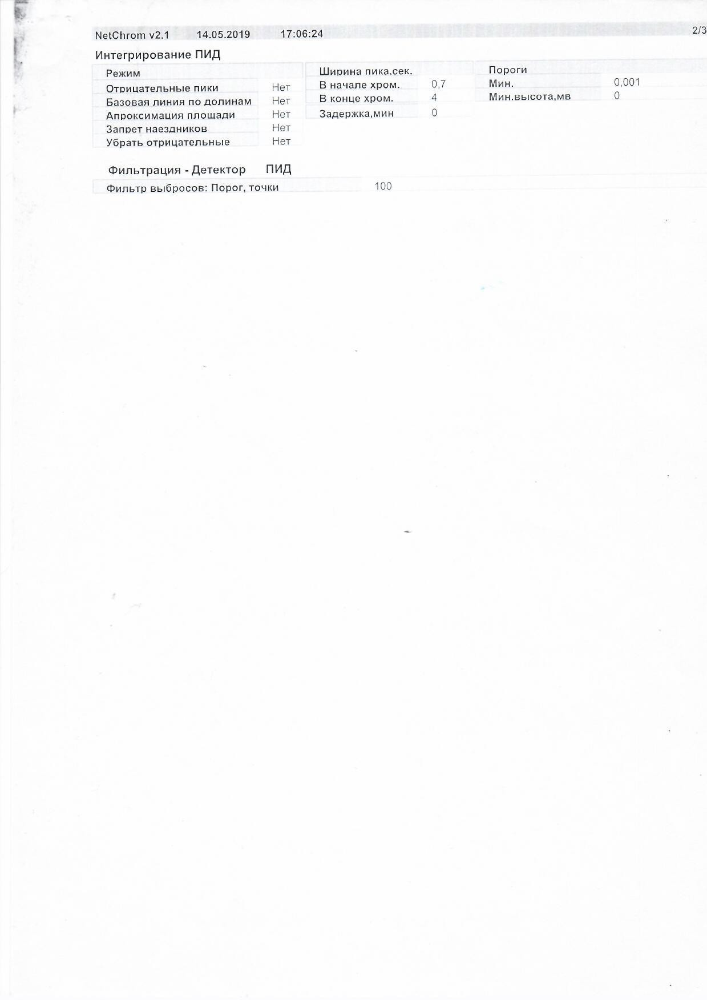 NetChrom v2.1 14.05.2019 17:06:24 2/3
Интегрирование ПИД
Режим
Отрицательные пики Нет
Базовая линия по долинам Нет
Апроксимация площади Нет
Запрет наездников Нет
Убрать отрицательные Нет
Ширина пика,сек.
В начале хром. 0,7
В конце хром. 4
Задержка,мин 0
Пороги
Мин. 0,001
Мин.высота,мв 0
Фильтрация - Детектор ПИД
Фильтр выбросов: Порог, точки 100